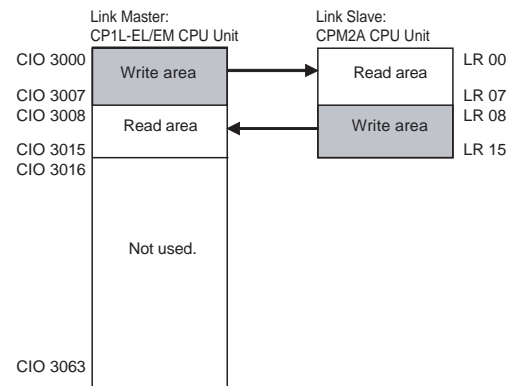 Link Master:
CP1L-EL/EM CPU Unit
Link Slave:
CPM2A CPU Unit
CIO 3000
Write area
Read area
LR 00
CIO 3007
LR 07
CIO 3008
Read area
Write area
LR 08
CIO 3015
LR 15
CIO 3016
Not used.
CIO 3063